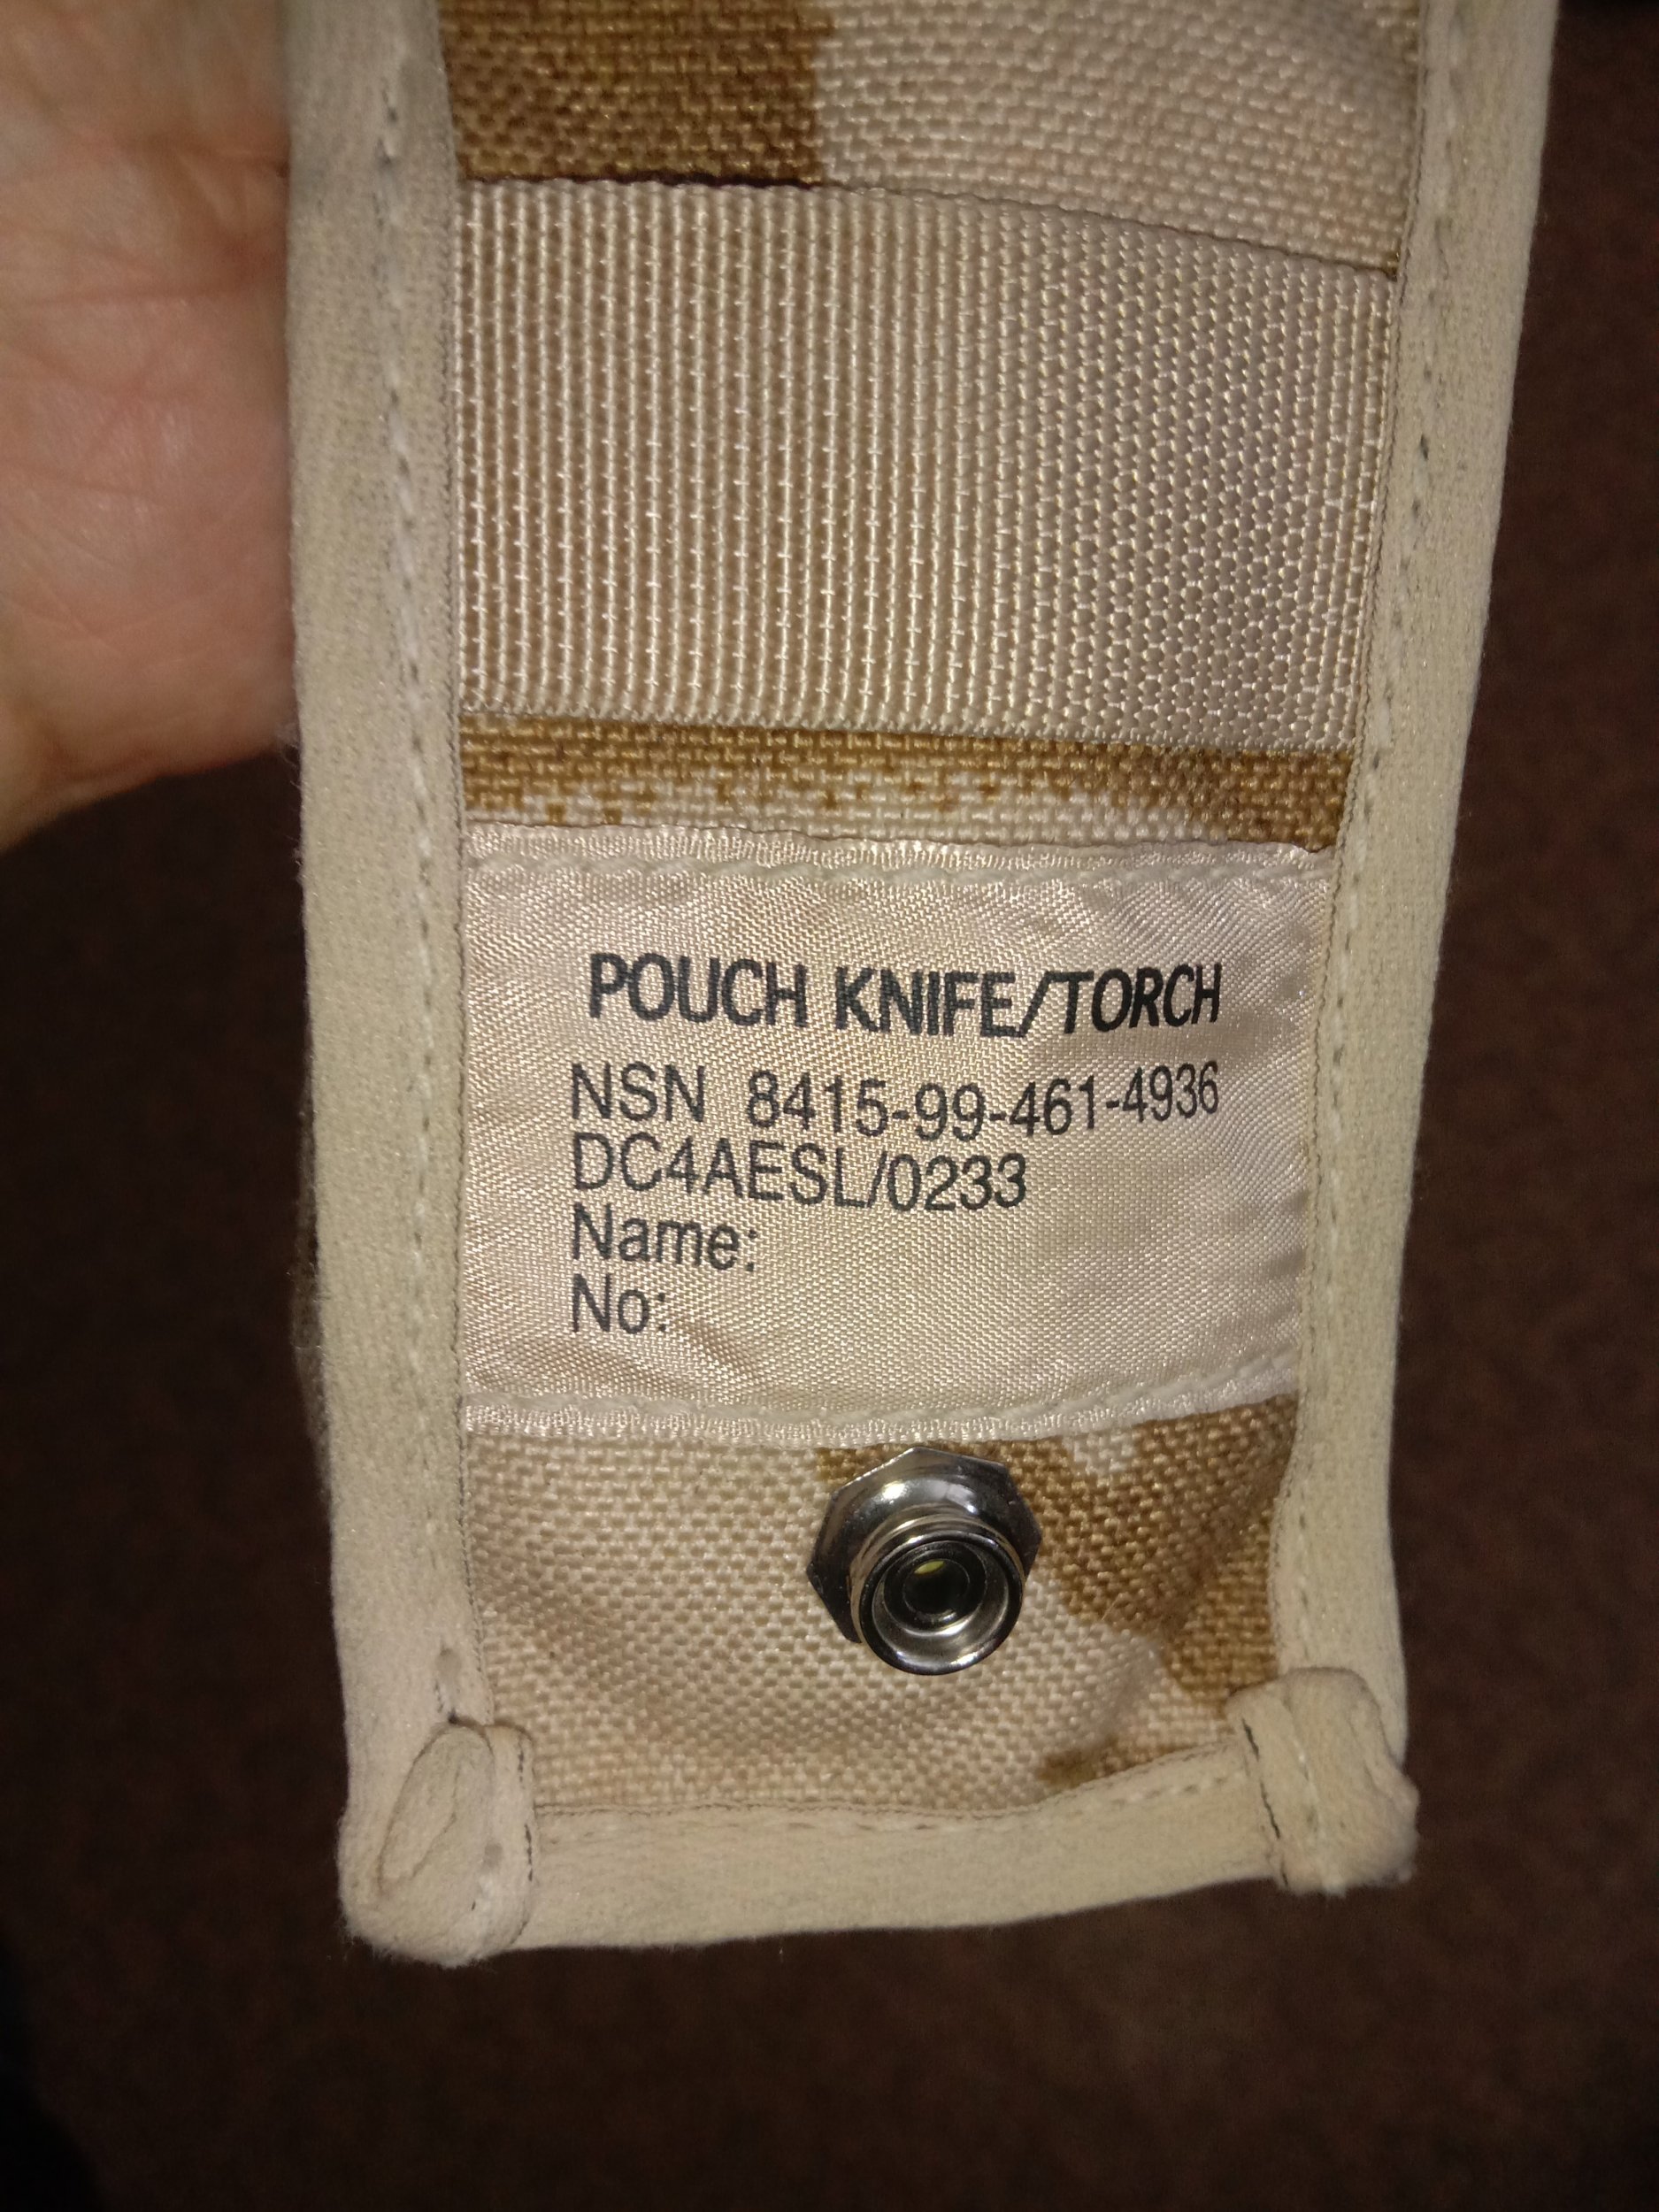 POUCH KNIFE/TORCH
NSN 8415-99-461-4936
DC4AESL/0233
Name:
No: